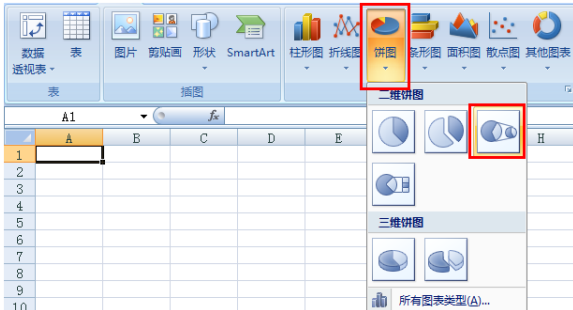 数据 表 图片 剪贴画 形状 SmartArt 柱形图 折线图 饼图 条形图 面积图 散点图 其他图表
透视表
表 插图
二维饼图
A1 fx
A B C D E H
1
2
3
4
5
三维饼图
6
7
8
9
所有图表类型(A)...
10